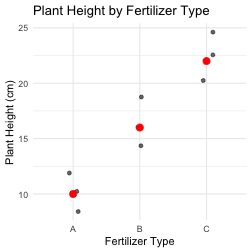 Plant Height by Fertilizer Type
Plant Height (cm)
25
20
15
10
A B C
Fertilizer Type